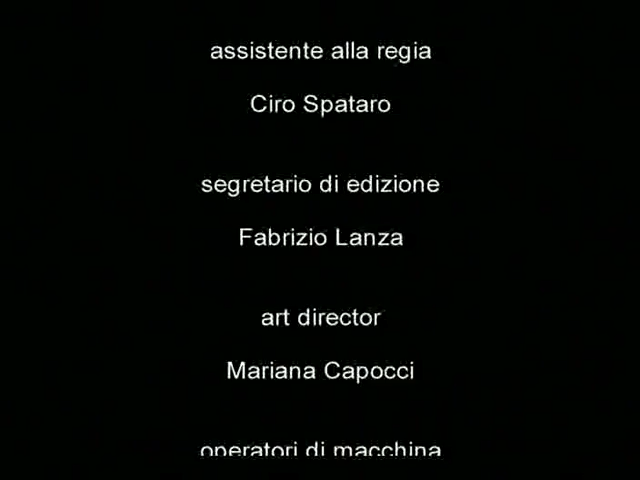 assistente alla regia
Ciro Spataro
segretario di edizione
Fabrizio Lanza
art director
Mariana Capocci
operatori di macchina